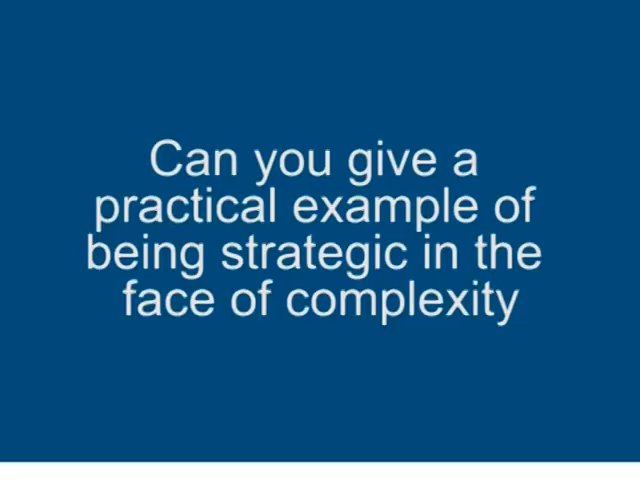 Can you give a
practical example of
being strategic in the
face of complexity